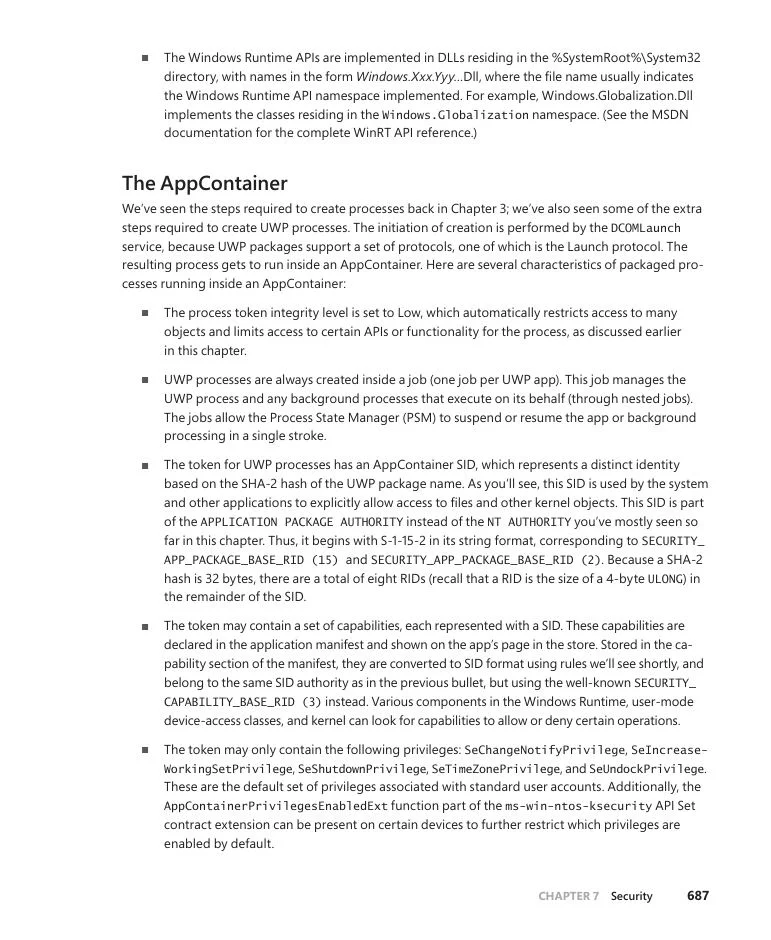 ■ The Windows Runtime APIs are implemented in DLLs residing in the %SystemRoot%\System32
directory, with names in the form Windows.Xxx.Yyy…Dll, where the file name usually indicates
the Windows Runtime API namespace implemented. For example, Windows.Globalization.Dll
implements the classes residing in the Windows.Globalization namespace. (See the MSDN
documentation for the complete WinRT API reference.)
The AppContainer
We’ve seen the steps required to create processes back in Chapter 3; we’ve also seen some of the extra
steps required to create UWP processes. The initiation of creation is performed by the DCOMLaunch
service, because UWP packages support a set of protocols, one of which is the Launch protocol. The
resulting process gets to run inside an AppContainer. Here are several characteristics of packaged pro-
cesses running inside an AppContainer:
■ The process token integrity level is set to Low, which automatically restricts access to many
objects and limits access to certain APIs or functionality for the process, as discussed earlier
in this chapter.
■ UWP processes are always created inside a job (one job per UWP app). This job manages the
UWP process and any background processes that execute on its behalf (through nested jobs).
The jobs allow the Process State Manager (PSM) to suspend or resume the app or background
processing in a single stroke.
■ The token for UWP processes has an AppContainer SID, which represents a distinct identity
based on the SHA-2 hash of the UWP package name. As you’ll see, this SID is used by the system
and other applications to explicitly allow access to files and other kernel objects. This SID is part
of the APPLICATION PACKAGE AUTHORITY instead of the NT AUTHORITY you’ve mostly seen so
far in this chapter. Thus, it begins with S-1-15-2 in its string format, corresponding to SECURITY_
APP_PACKAGE_BASE_RID (15) and SECURITY_APP_PACKAGE_BASE_RID (2). Because a SHA-2
hash is 32 bytes, there are a total of eight RIDs (recall that a RID is the size of a 4-byte ULONG) in
the remainder of the SID.
■ The token may contain a set of capabilities, each represented with a SID. These capabilities are
declared in the application manifest and shown on the app’s page in the store. Stored in the ca-
pability section of the manifest, they are converted to SID format using rules we’ll see shortly, and
belong to the same SID authority as in the previous bullet, but using the well-known SECURITY_
CAPABILITY_BASE_RID (3) instead. Various components in the Windows Runtime, user-mode
device-access classes, and kernel can look for capabilities to allow or deny certain operations.
■ The token may only contain the following privileges: SeChangeNotifyPrivilege, SeIncrease-
WorkingSetPrivilege, SeShutdownPrivilege, SeTimeZonePrivilege, and SeUndockPrivilege.
These are the default set of privileges associated with standard user accounts. Additionally, the
AppContainerPrivilegesEnabledExt function part of the ms-win-ntos-ksecurity API Set
contract extension can be present on certain devices to further restrict which privileges are
enabled by default.
CHAPTER 7 Security 687